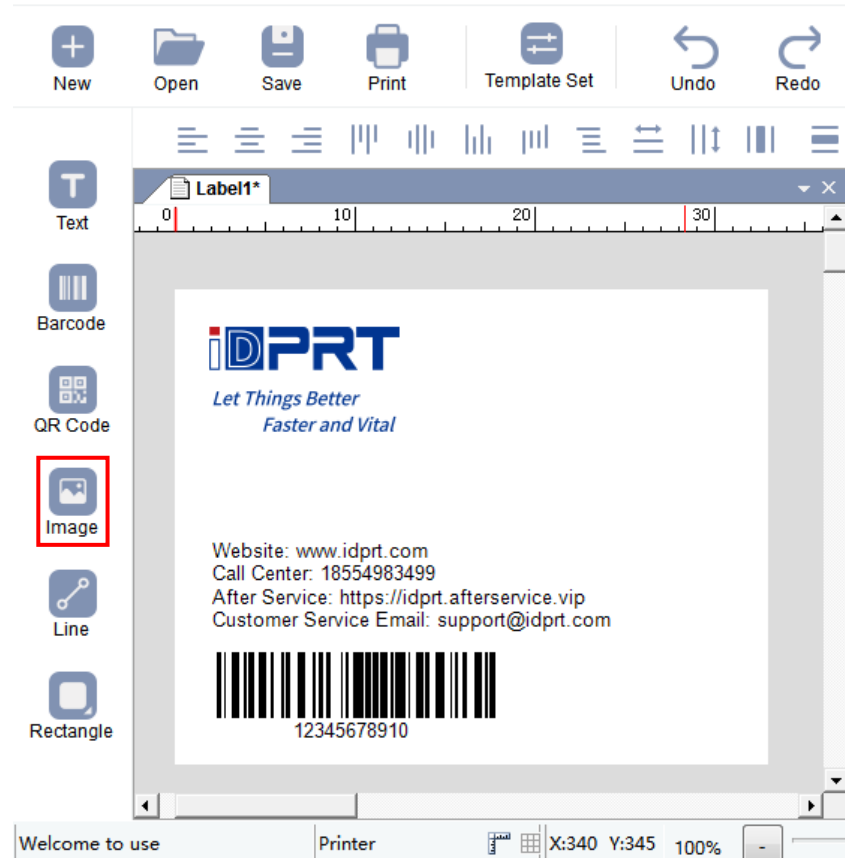 New Open Save Print Template Set Undo Redo
Text
Barcode
QR Code
Image
Line
Rectangle
Label1*
0 10 20 30
iDPRT
Let Things Better
Faster and Vital
Website: www.idprt.com
Call Center: 18554983499
After Service: https://idprt.afterservice.vip
Customer Service Email: support@idprt.com
12345678910
Welcome to use Printer X:340 Y:345 100% -